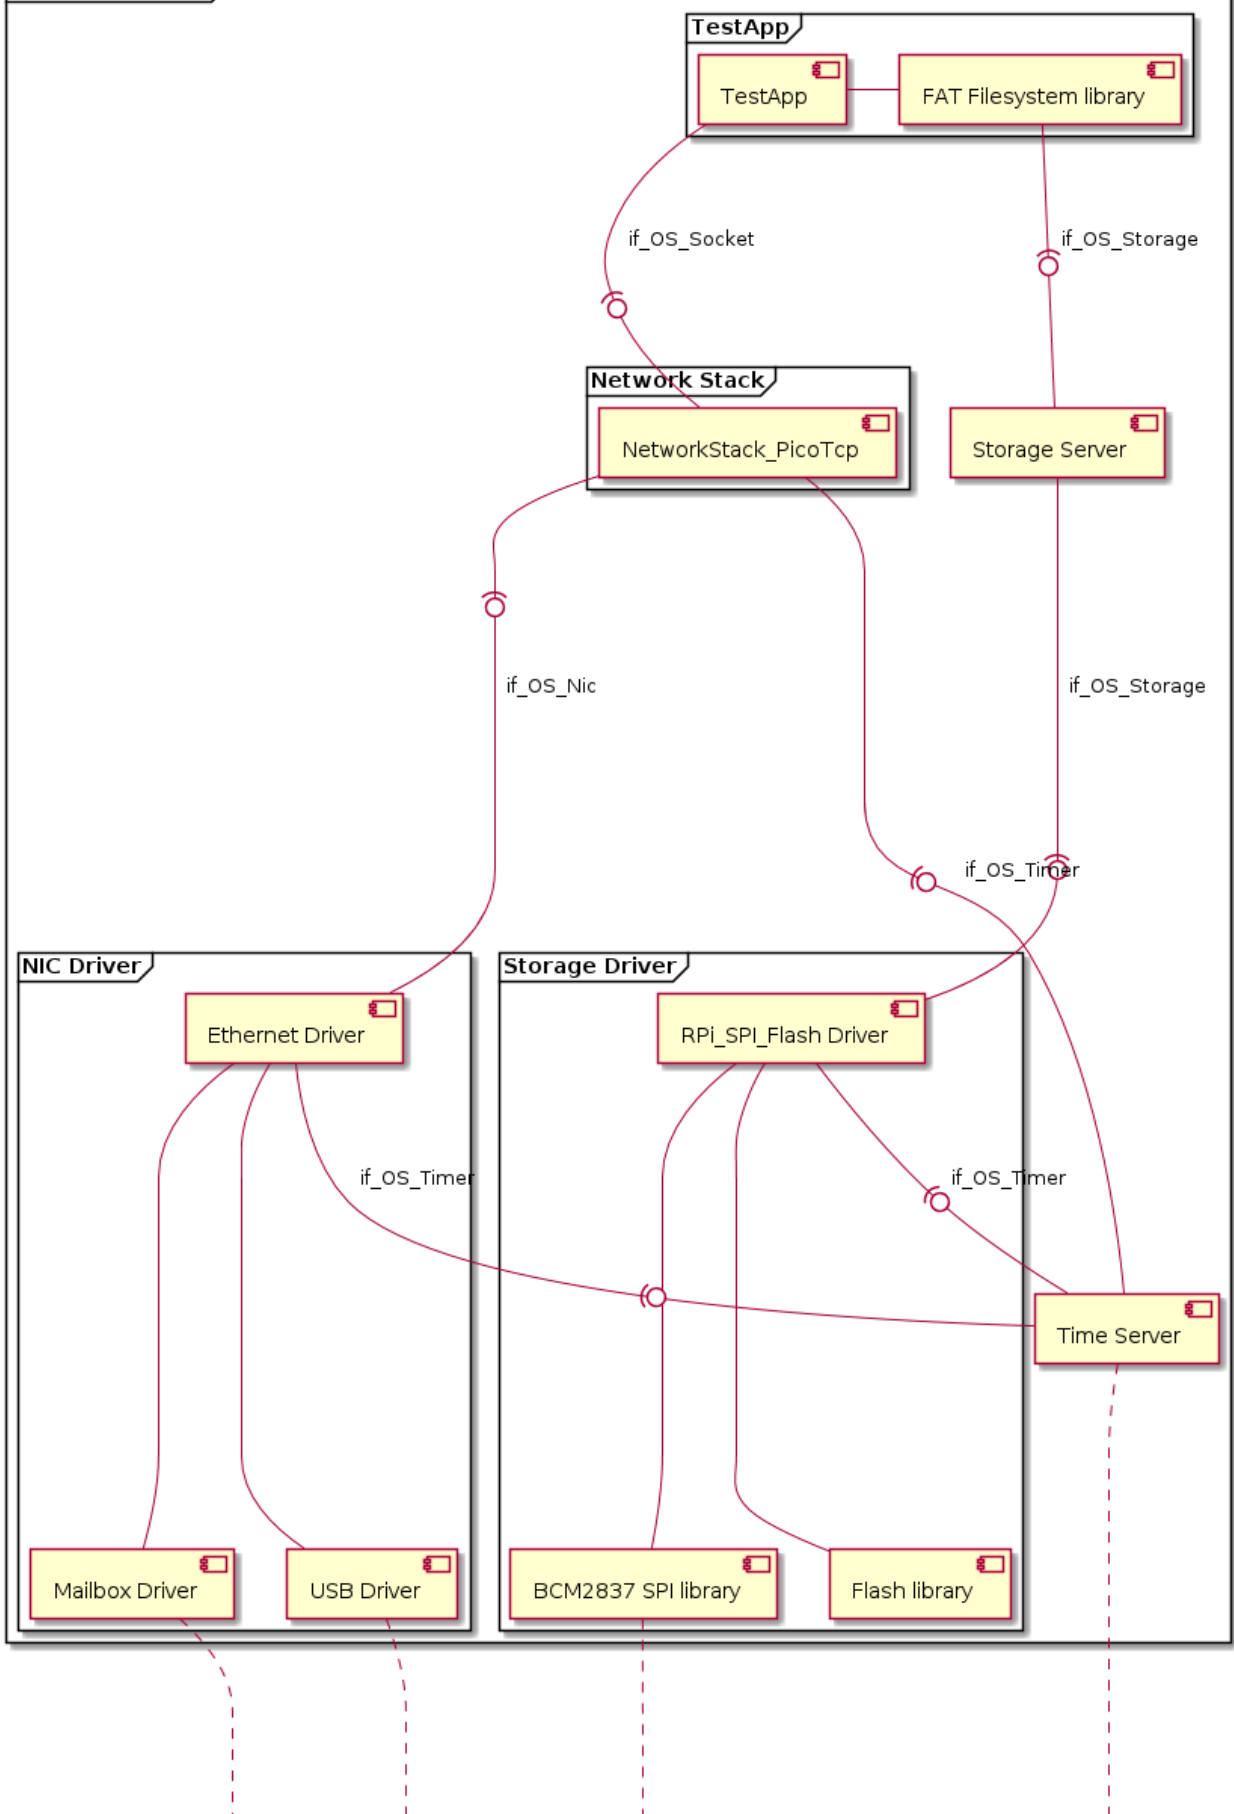 TestApp
TestApp
FAT Filesystem library
if_OS_Socket
if_OS_Storage
Network Stack
NetworkStack_PicoTcp
Storage Server
if_OS_Nic
if_OS_Storage
if_OS_Timer
NIC Driver
Storage Driver
Ethernet Driver
RPi_SPI_Flash Driver
if_OS_Timer
if_OS_Timer
Time Server
Mailbox Driver
USB Driver
BCM2837 SPI library
Flash library